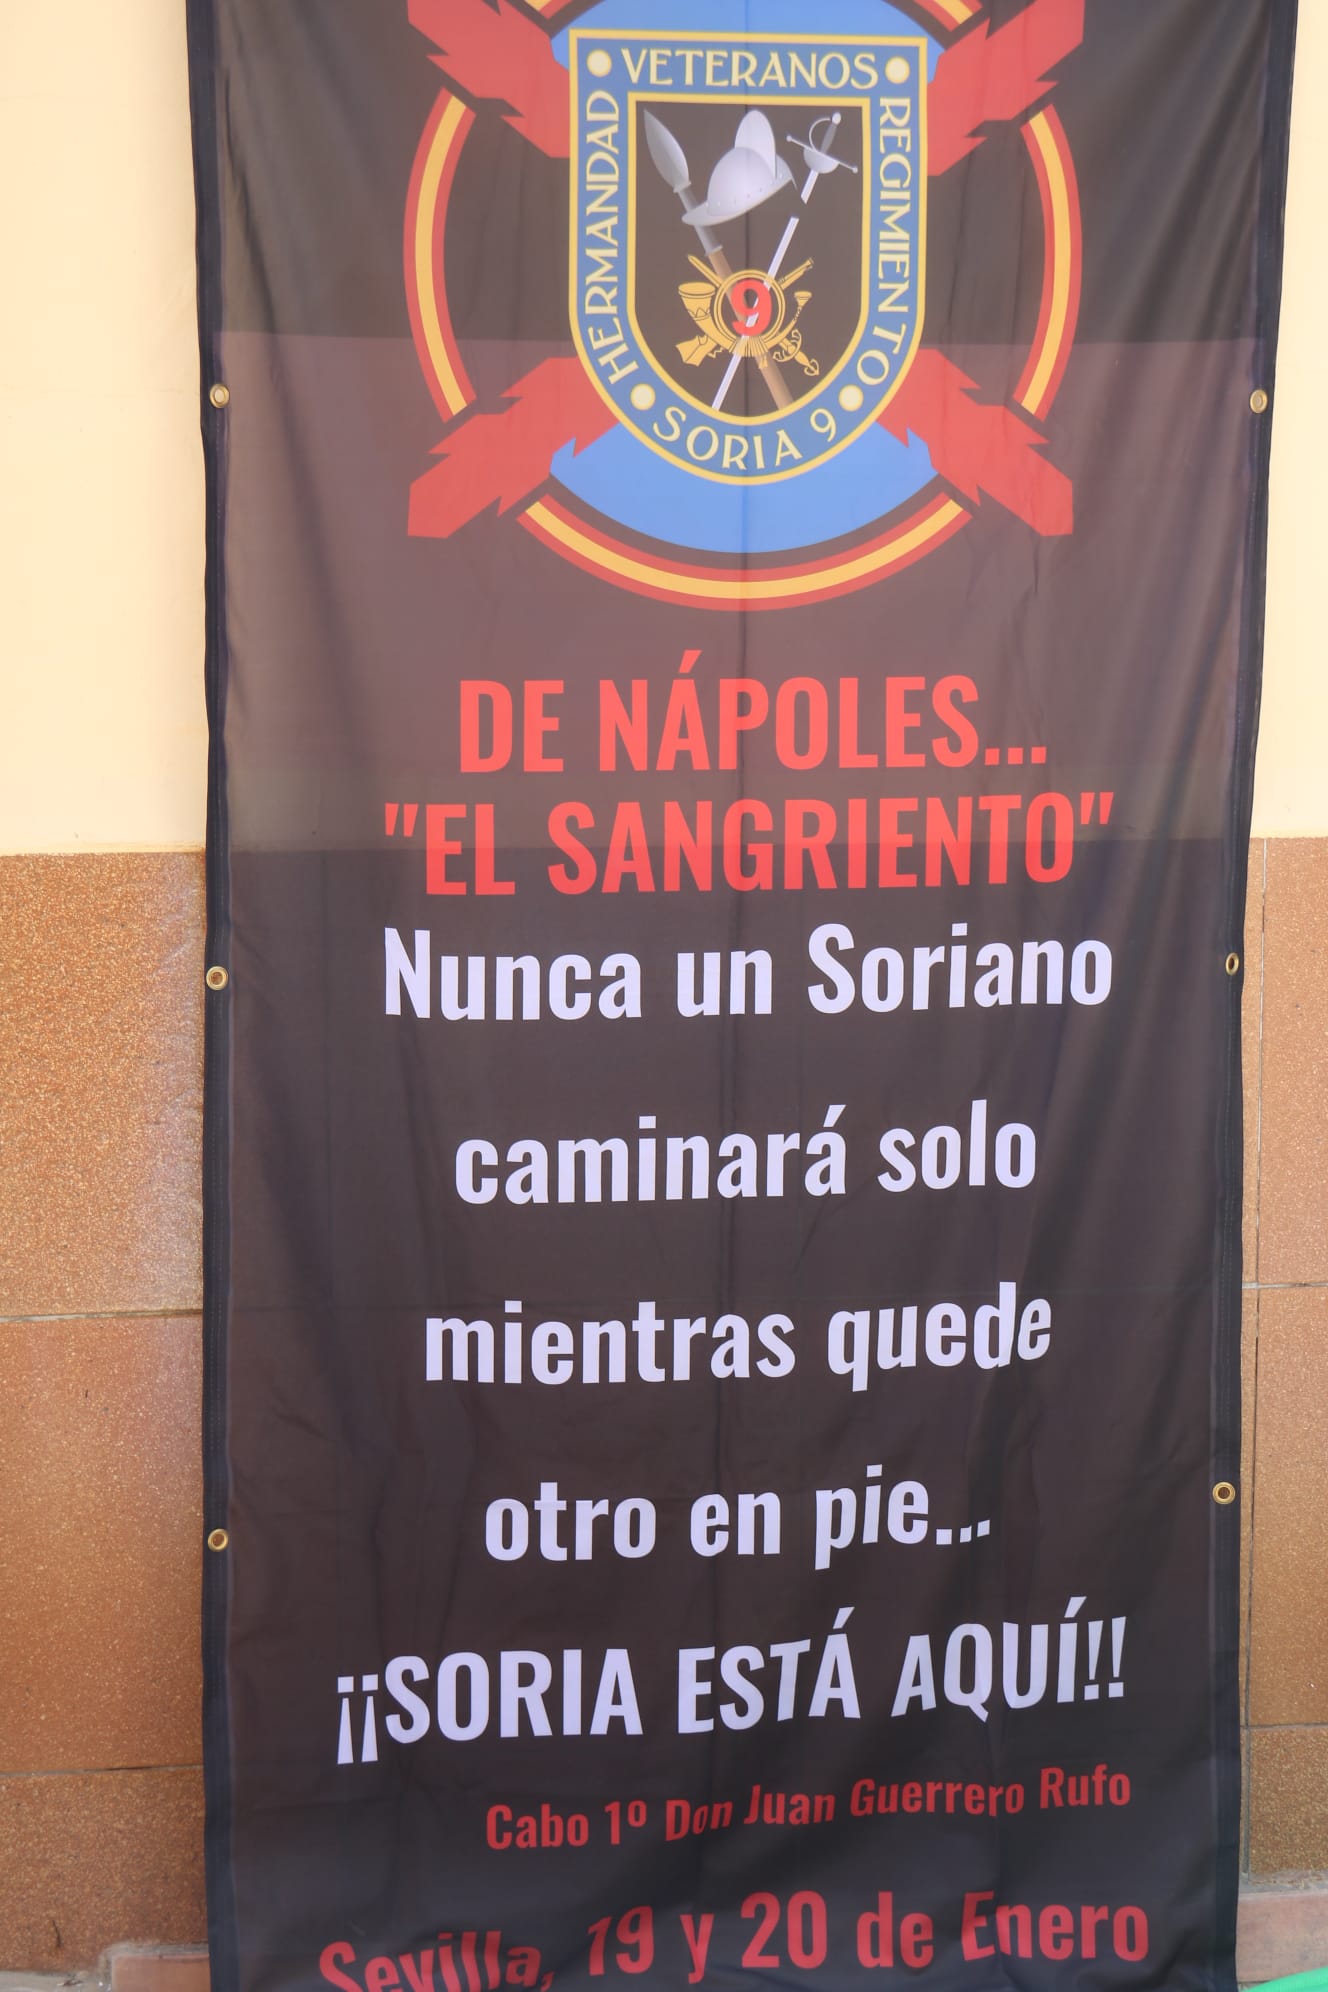 VETERANOS
HERMANDAD
REGIMIENTO
9
SORIA 9
DE NÁPOLES...
"EL SANGRIENTO"
Nunca un Soriano
caminará solo
mientras quede
otro en pie...
¡¡SORIA ESTÁ AQUÍ!!
Cabo 1º Don Juan Guerrero Rufo
Sevilla, 19 y 20 de Enero